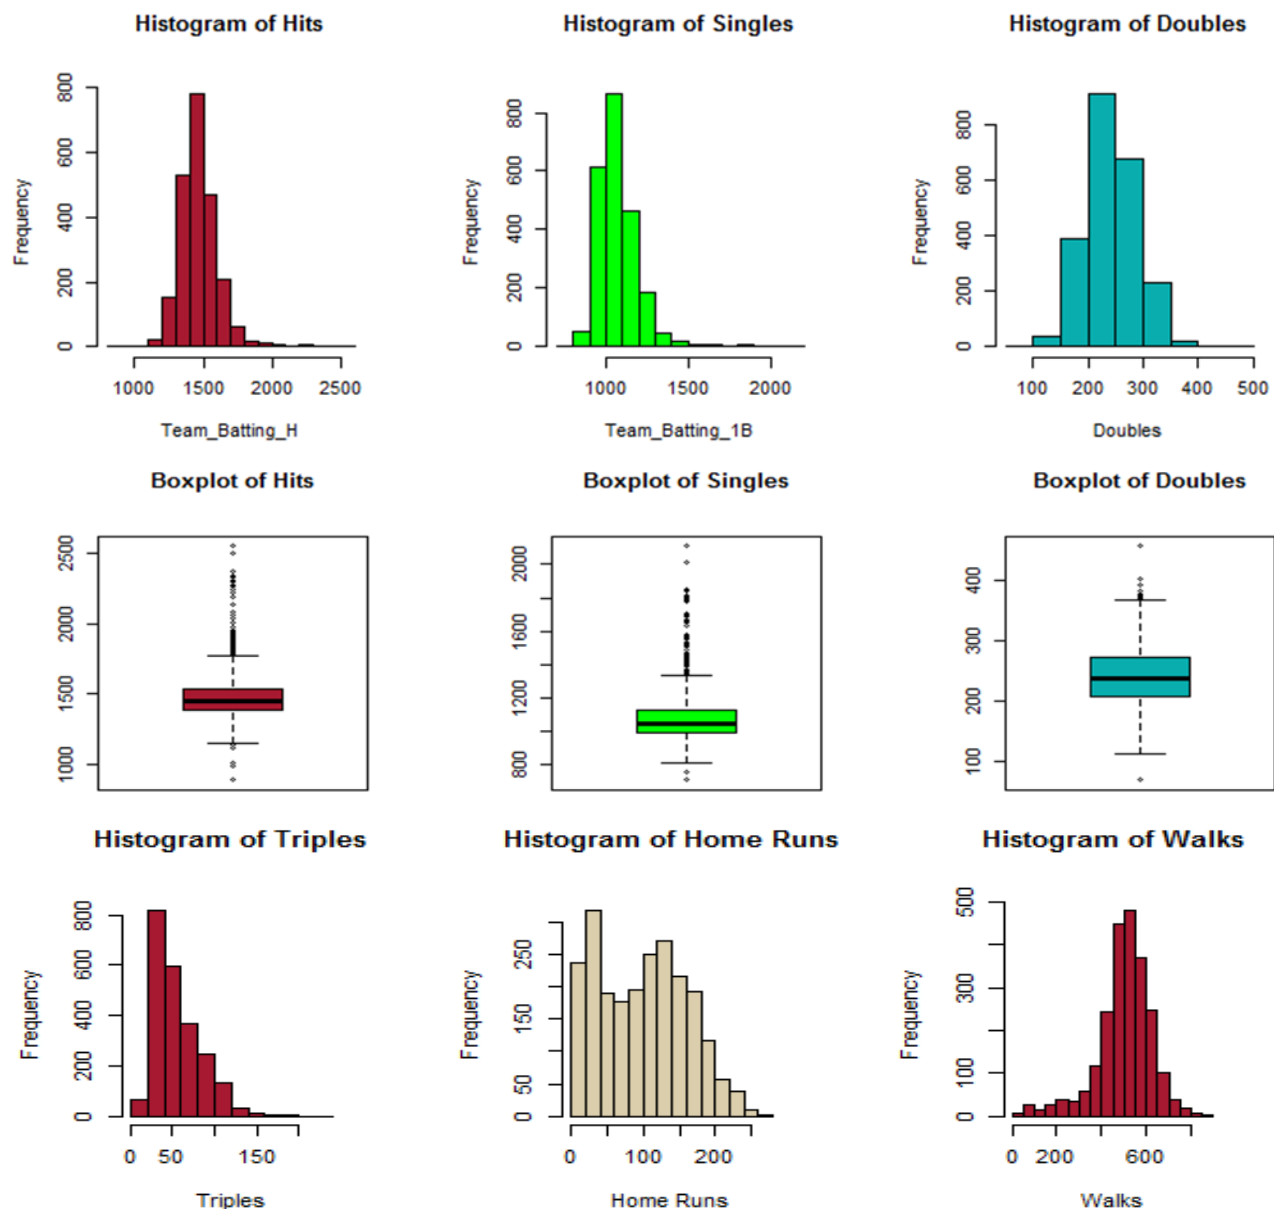 Histogram of Hits
Histogram of Singles
Histogram of Doubles
Frequency
0 200 400 600 800
1000 1500 2000 2500
Team_Batting_H
Frequency
0 200 400 600 800
1000 1500 2000
Team_Batting_1B
Frequency
0 200 400 600 800
100 200 300 400 500
Doubles
Boxplot of Hits
Boxplot of Singles
Boxplot of Doubles
1000 1500 2000 2500
800 1200 1600 2000
100 200 300 400
Histogram of Triples
Histogram of Home Runs
Histogram of Walks
Frequency
0 200 400 600 800
0 50 150
Triples
Frequency
0 50 150 250
0 100 200
Home Runs
Frequency
0 100 300 500
0 200 600
Walks